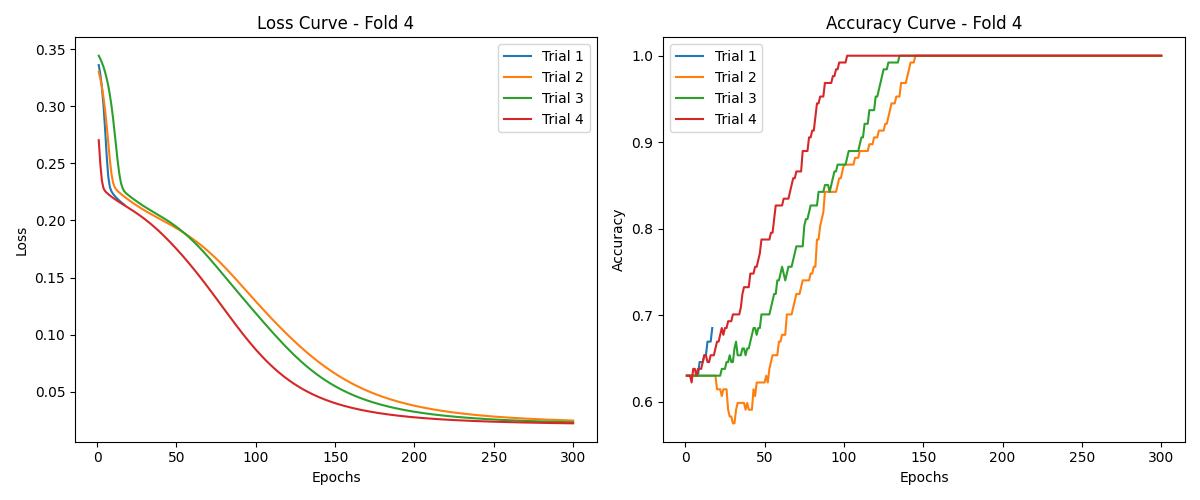 Loss Curve - Fold 4
0.35
0.30
0.25
0.20
0.15
0.10
0.05
Loss
0
50
100
150
200
250
300
Epochs
Trial 1
Trial 2
Trial 3
Trial 4
Accuracy Curve - Fold 4
1.0
0.9
0.8
0.7
0.6
Accuracy
0
50
100
150
200
250
300
Epochs
Trial 1
Trial 2
Trial 3
Trial 4